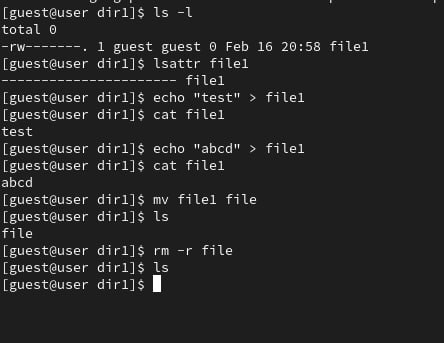 [guest@user dir1]$ ls -l
total 0
-rw-------. 1 guest guest 0 Feb 16 20:58 file1
[guest@user dir1]$ lsattr file1
---------------------- file1
[guest@user dir1]$ echo "test" > file1
[guest@user dir1]$ cat file1
test
[guest@user dir1]$ echo "abcd" > file1
[guest@user dir1]$ cat file1
abcd
[guest@user dir1]$ mv file1 file
[guest@user dir1]$ ls
file
[guest@user dir1]$ rm -r file
[guest@user dir1]$ ls
[guest@user dir1]$